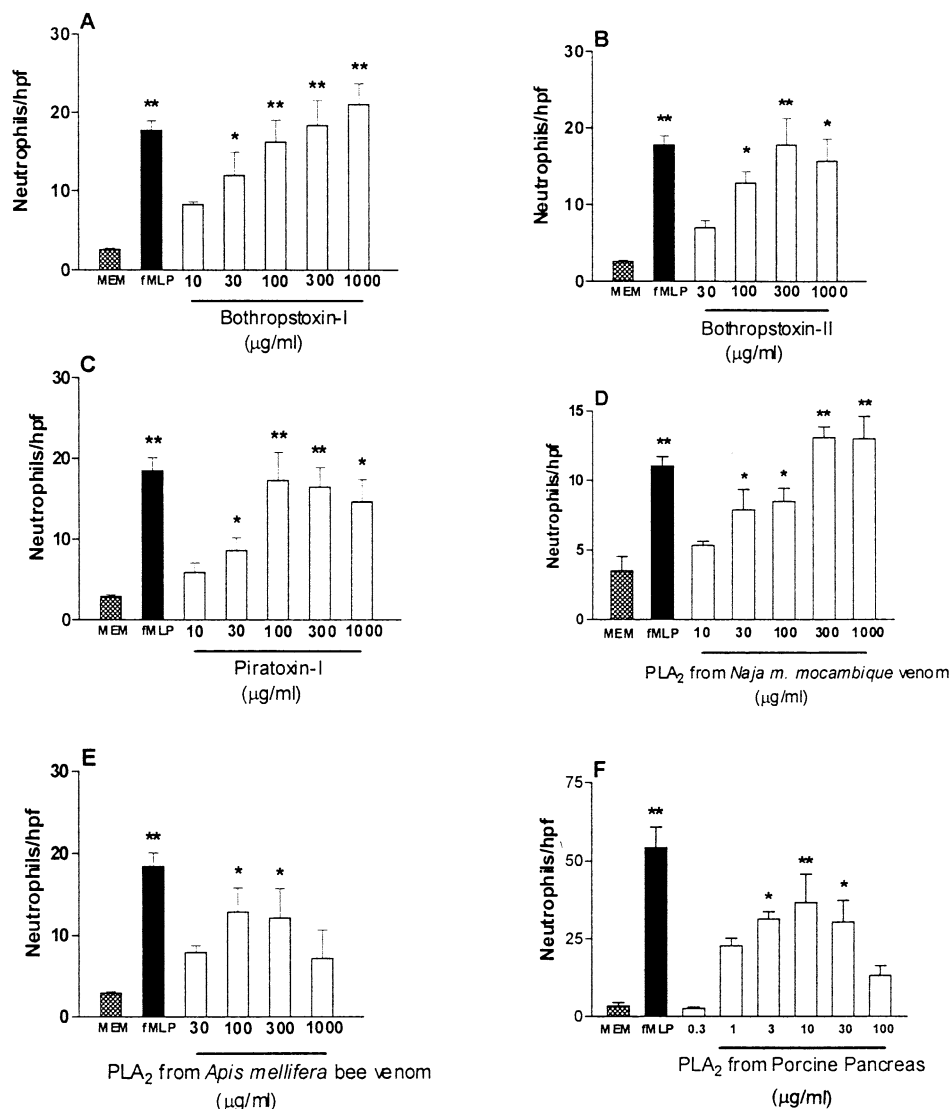 A
Neutrophils/hpf
30
20
10
0
** * ** ** **
MEM fMLP 10 30 100 300 1000
Bothropstoxin-I
(μg/ml)
B
Neutrophils/hpf
30
20
10
0
** * ** *
MEM fMLP 30 100 300 1000
Bothropstoxin-II
(μg/ml)
C
Neutrophils/hpf
30
20
10
0
** * ** ** *
MEM fMLP 10 30 100 300 1000
Piratoxin-I
(μg/ml)
D
Neutrophils/hpf
15
10
5
0
** * * ** **
MEM fMLP 10 30 100 300 1000
PLA₂ from Naja m. mocambique venom
(μg/ml)
E
Neutrophils/hpf
30
20
10
0
** * *
MEM fMLP 30 100 300 1000
PLA₂ from Apis mellifera bee venom
(μg/ml)
F
Neutrophils/hpf
75
50
25
0
** * ** *
MEM fMLP 0.3 1 3 10 30 100
PLA₂ from Porcine Pancreas
(μg/ml)